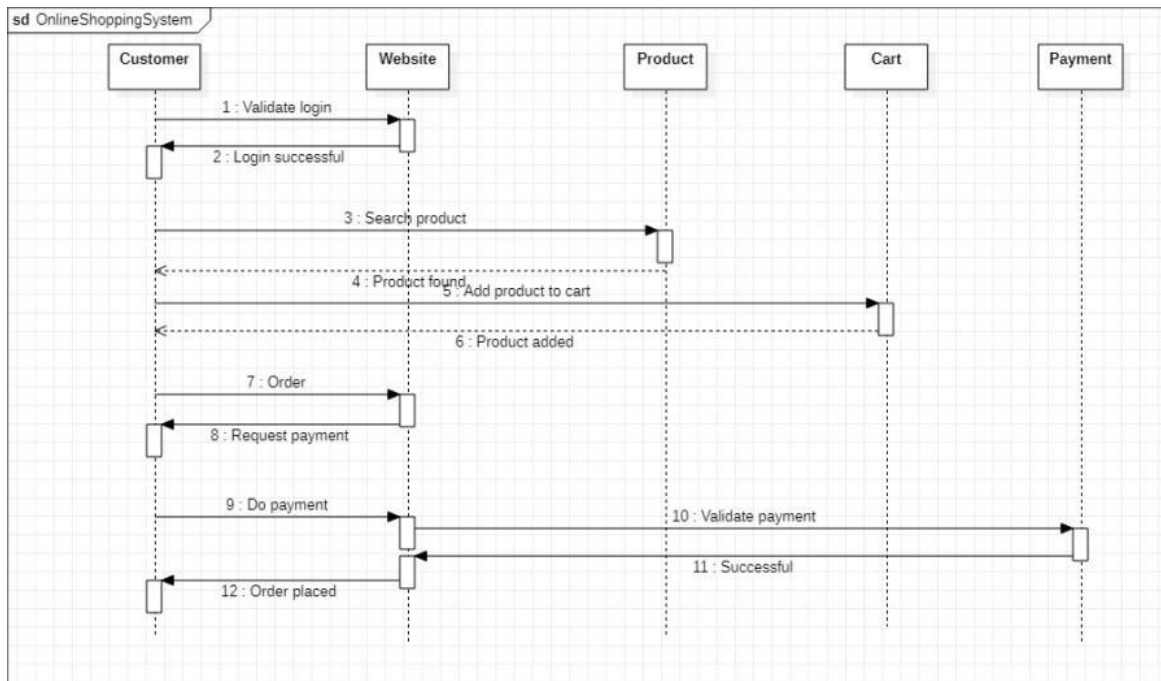 sd OnlineShoppingSystem
Customer
Website
Product
Cart
Payment
1 : Validate login
2 : Login successful
3 : Search product
4 : Product found
5 : Add product to cart
6 : Product added
7 : Order
8 : Request payment
9 : Do payment
10 : Validate payment
11 : Successful
12 : Order placed